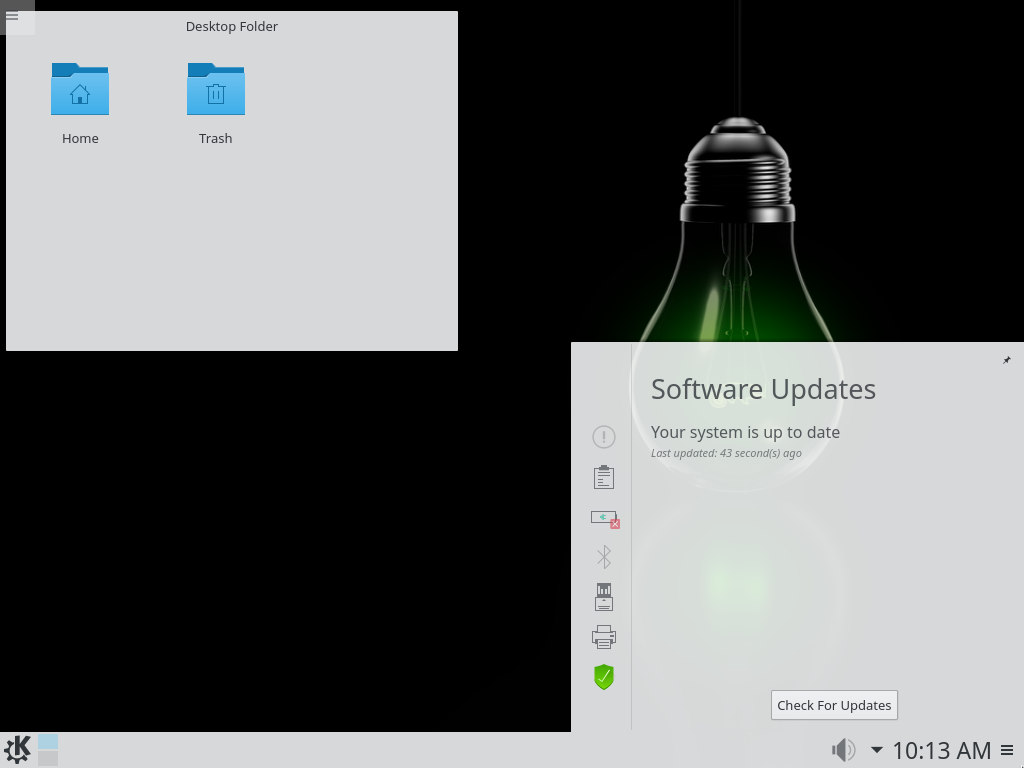 Desktop Folder
Home
Trash
Software Updates
Your system is up to date
Last updated: 43 second(s) ago
Check For Updates
10:13 AM